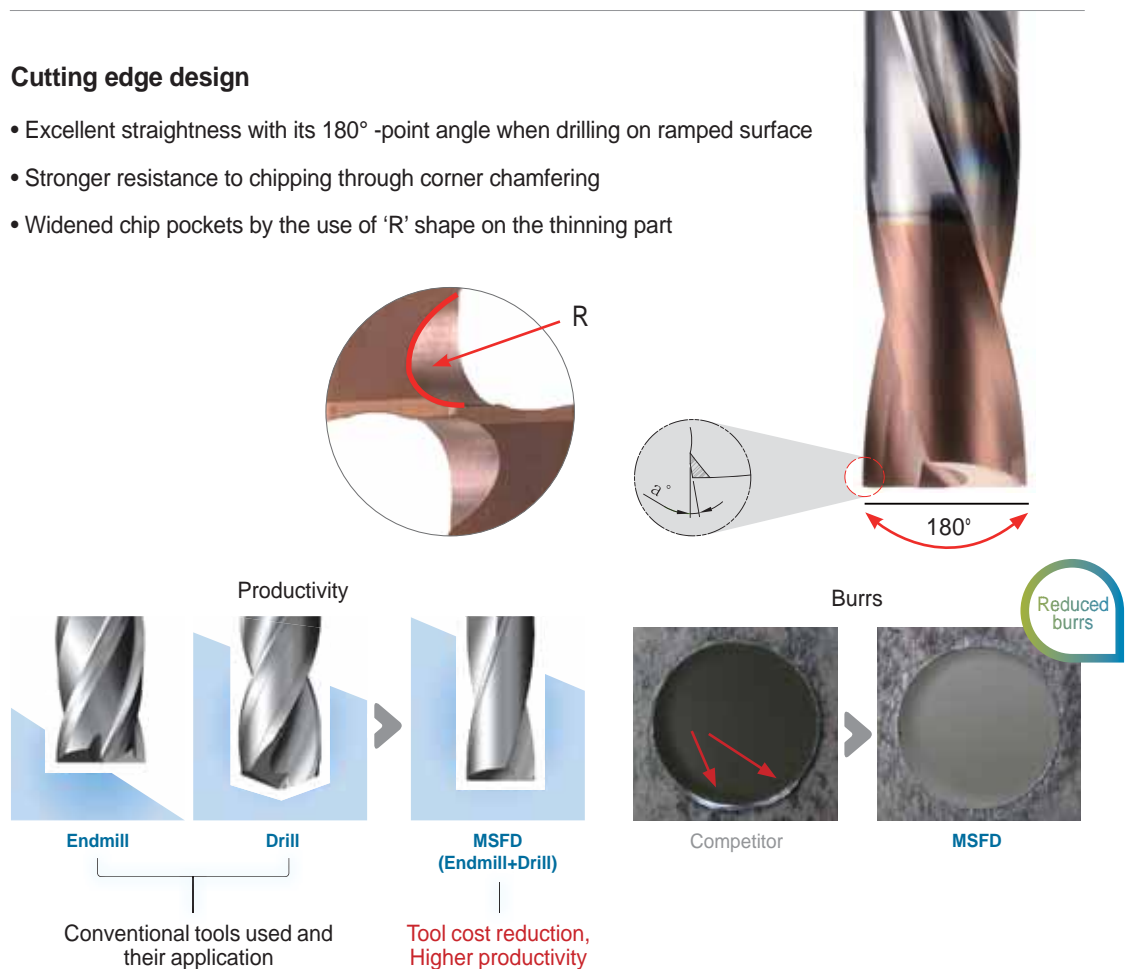 Cutting edge design
• Excellent straightness with its 180° -point angle when drilling on ramped surface
• Stronger resistance to chipping through corner chamfering
• Widened chip pockets by the use of ‘R’ shape on the thinning part
R
a°
180°
Productivity
Burrs
Reduced
burrs
Endmill
Drill
MSFD
(Endmill+Drill)
Competitor
MSFD
Conventional tools used and
their application
Tool cost reduction,
Higher productivity